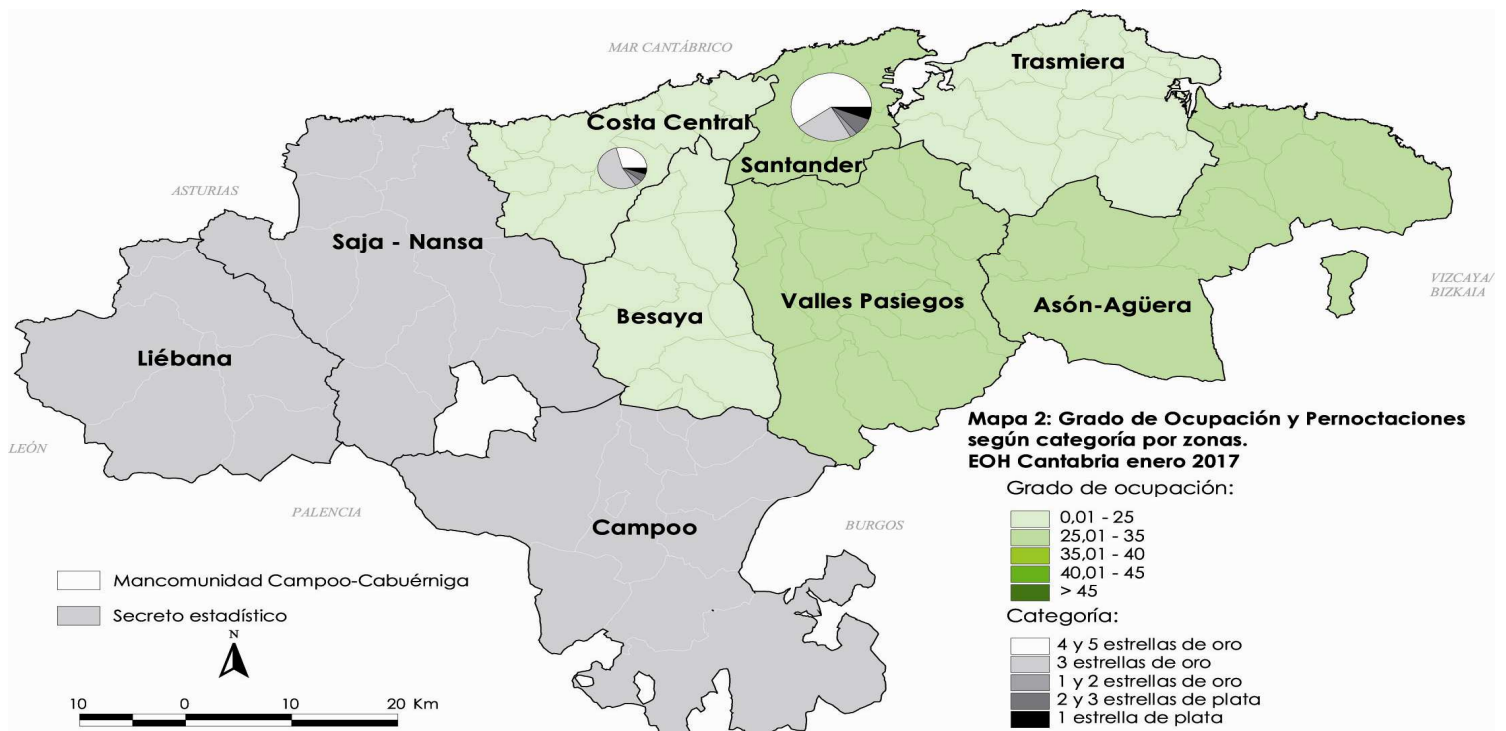 MAR CANTÁBRICO
Trasmiera
Costa Central
Santander
ASTURIAS
Saja - Nansa
VIZCAYA/
BIZKAIA
Valles Pasiegos
Asón-Agüera
Besaya
Liébana
LEÓN
PALENCIA
Campoo
BURGOS
Mapa 2: Grado de Ocupación y Pernoctaciones
según categoría por zonas.
EOH Cantabria enero 2017
Grado de ocupación:
0,01 - 25
25,01 - 35
35,01 - 40
40,01 - 45
> 45
Categoría:
4 y 5 estrellas de oro
3 estrellas de oro
1 y 2 estrellas de oro
2 y 3 estrellas de plata
1 estrella de plata
Mancomunidad Campoo-Cabuérniga
Secreto estadístico
N
10 0 10 20 Km